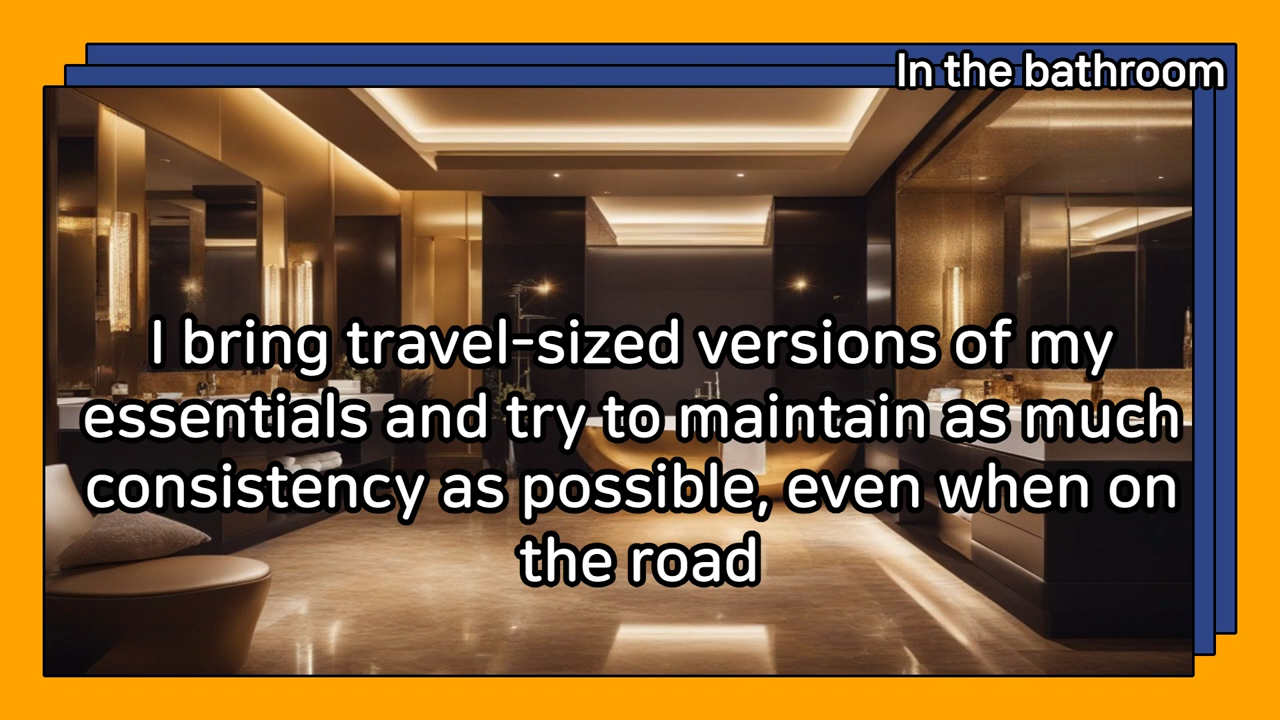 In the bathroom
I bring travel-sized versions of my
essentials and try to maintain as much
consistency as possible, even when on
the road